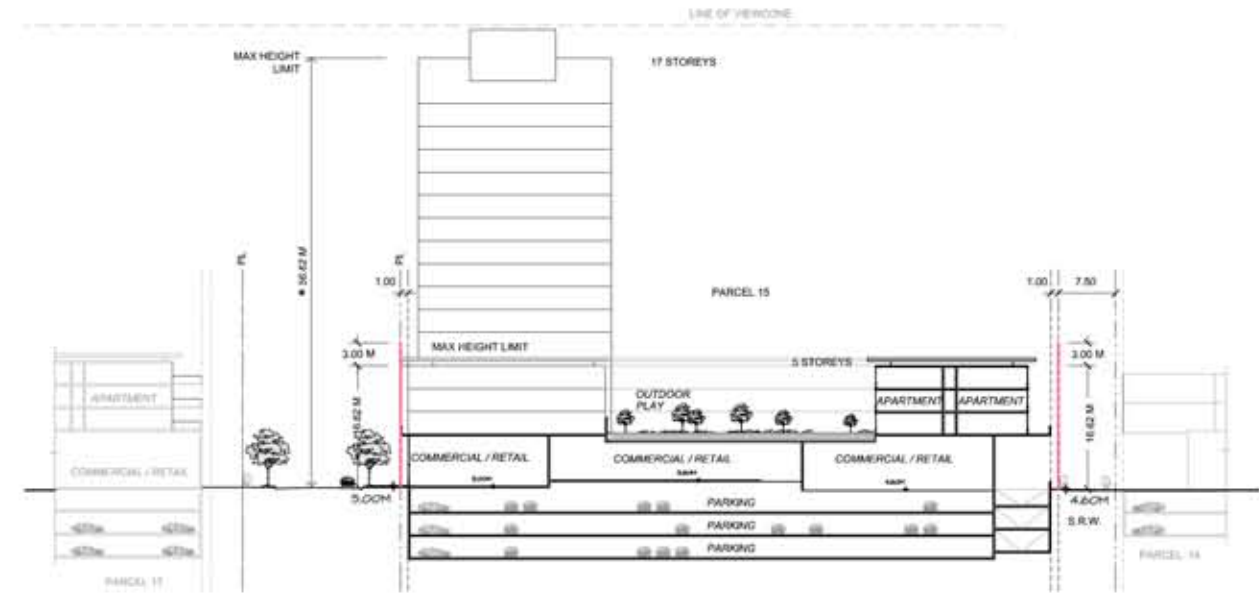 LINE OF VIEWCONE
MAX HEIGHT
LIMIT
17 STOREYS
PL
56.62 M
PL
1.00
PARCEL 15
1.00
7.50
3.00 M
MAX HEIGHT LIMIT
5 STOREYS
3.00 M
APARTMENT
16.62 M
OUTDOOR
PLAY
APARTMENT
APARTMENT
16.62 M
COMMERCIAL / RETAIL
COMMERCIAL / RETAIL
COMMERCIAL / RETAIL
COMMERCIAL / RETAIL
5.00M
4.60M
PARKING
S.R.W.
PARKING
PARKING
PARCEL 17